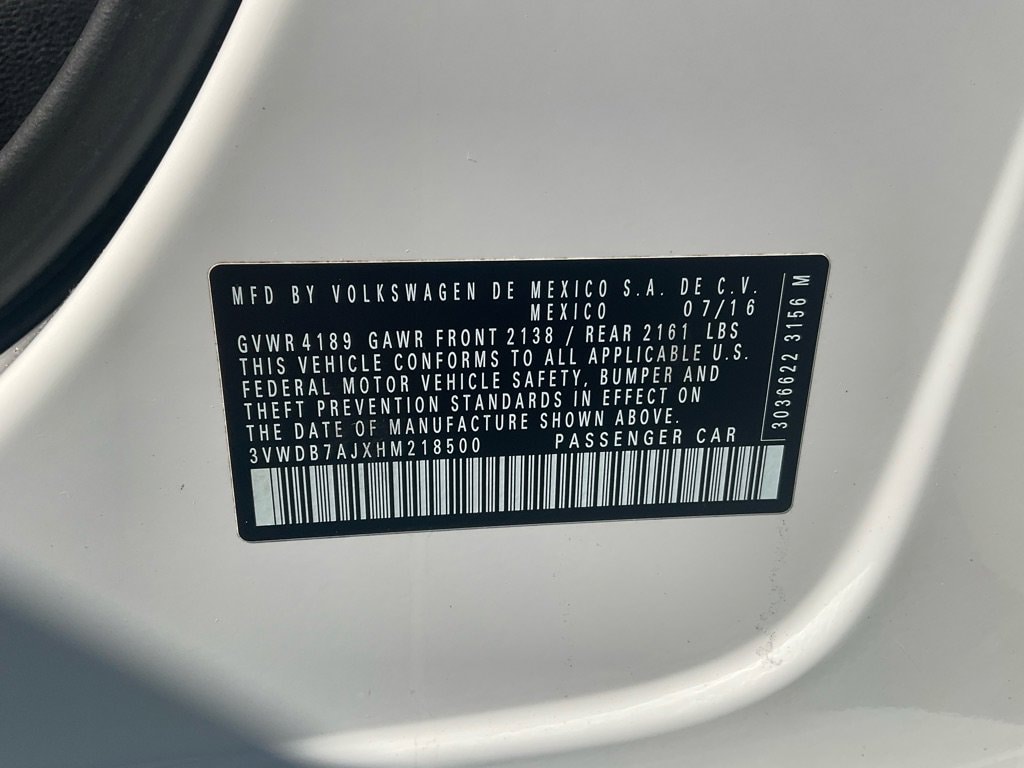 MFD BY VOLKSWAGEN DE MEXICO S.A. DE C.V.
MEXICO 07/16
GVWR 4189 GAWR FRONT 2138 / REAR 2161 LBS
THIS VEHICLE CONFORMS TO ALL APPLICABLE U.S.
FEDERAL MOTOR VEHICLE SAFETY, BUMPER AND
THEFT PREVENTION STANDARDS IN EFFECT ON
THE DATE OF MANUFACTURE SHOWN ABOVE.
3VWDB7AJXHM218500 PASSENGER CAR
3036622 3156 M